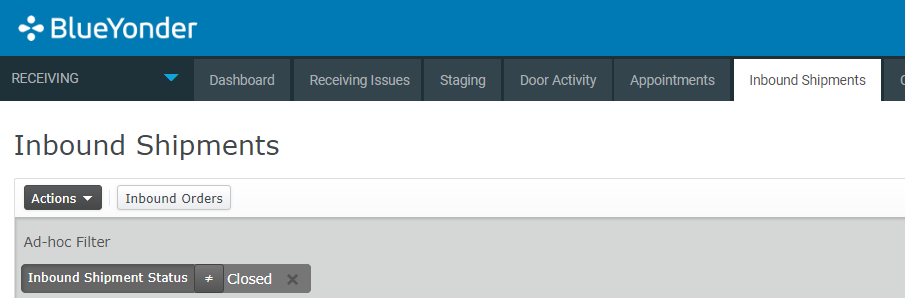 BlueYonder
RECEIVING Dashboard Receiving Issues Staging Door Activity Appointments Inbound Shipments
Inbound Shipments
Actions Inbound Orders
Ad-hoc Filter
Inbound Shipment Status ≠ Closed ×